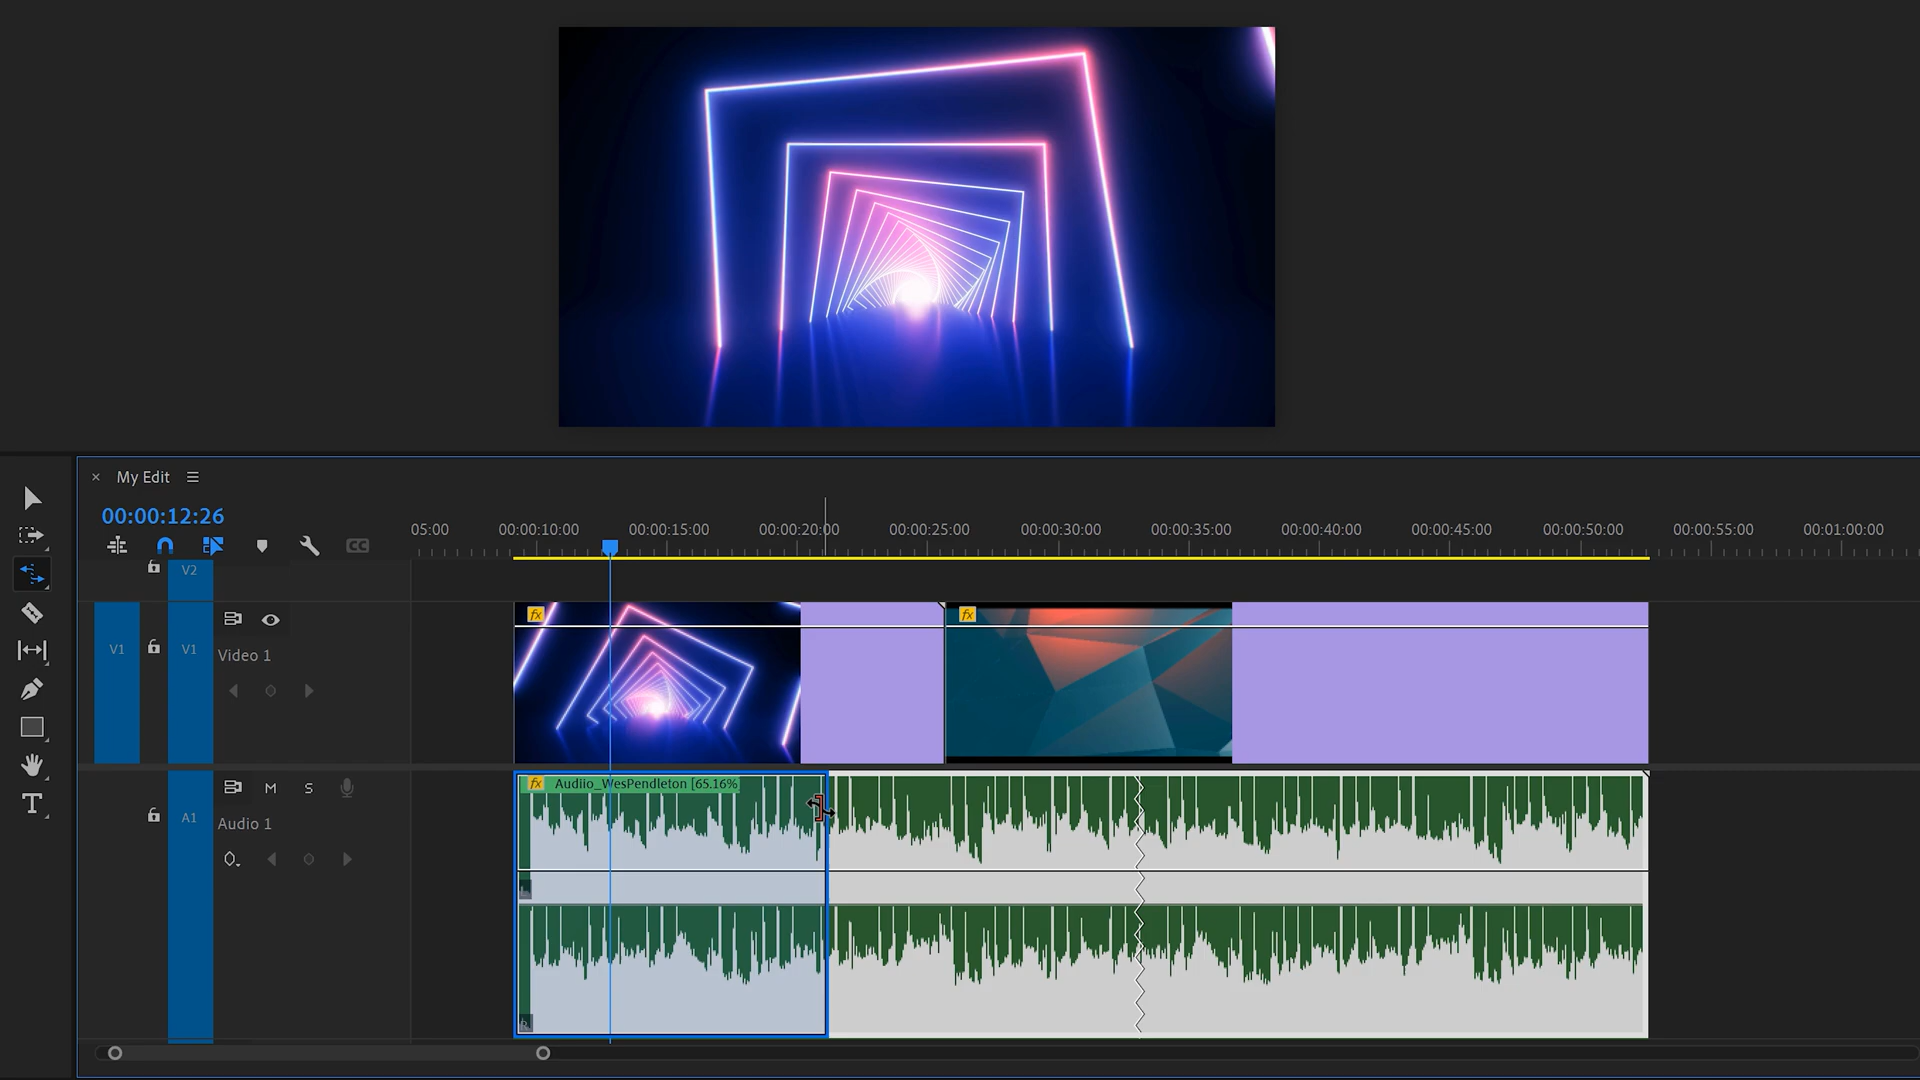 × My Edit
00:00:12:26
05:00 00:00:10:00 00:00:15:00 00:00:20:00 00:00:25:00 00:00:30:00 00:00:35:00 00:00:40:00 00:00:45:00 00:00:50:00 00:00:55:00 00:01:00:00
CC
V2
fx fx
V1 V1 Video 1
fx Audiio_WesPendleton [65.16%
M S
A1 Audio 1
L
R
T